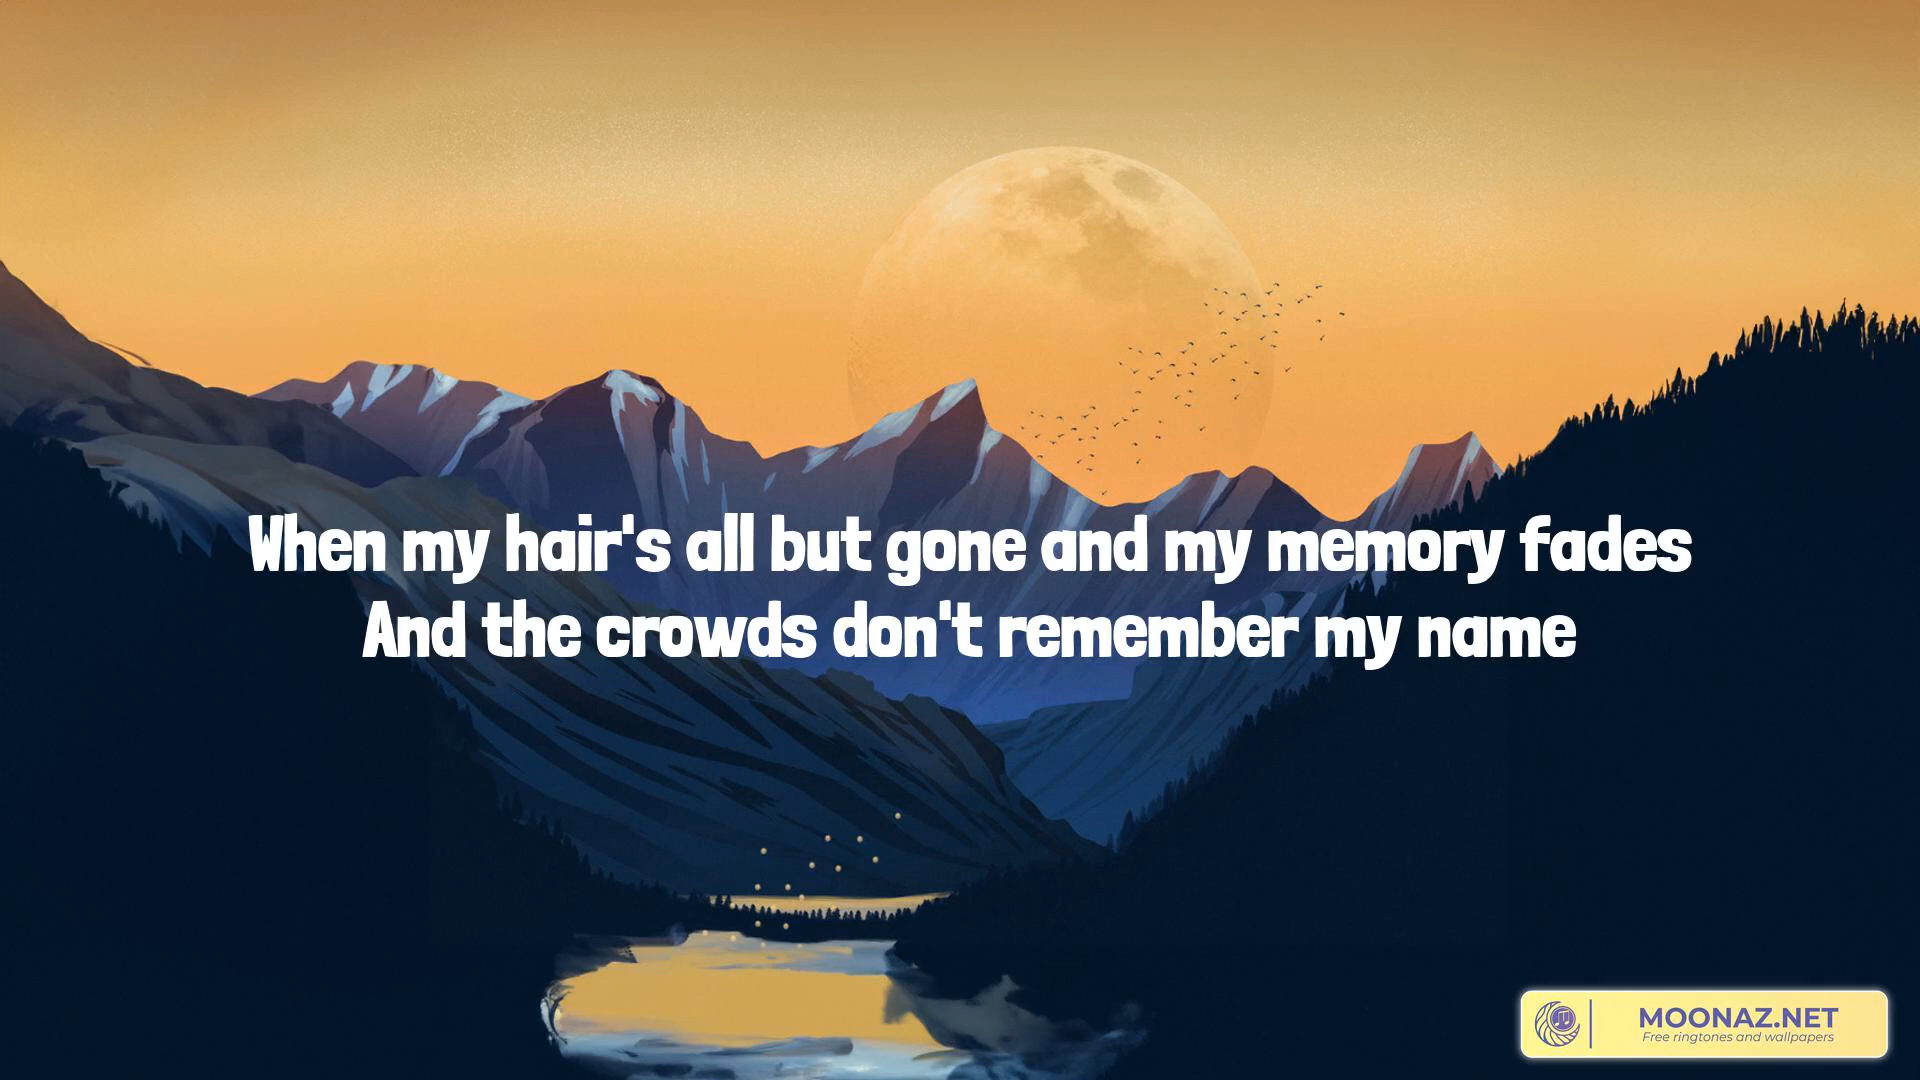 When my hair's all but gone and my memory fades
And the crowds don't remember my name
MOONAZ.NET
Free ringtones and wallpapers